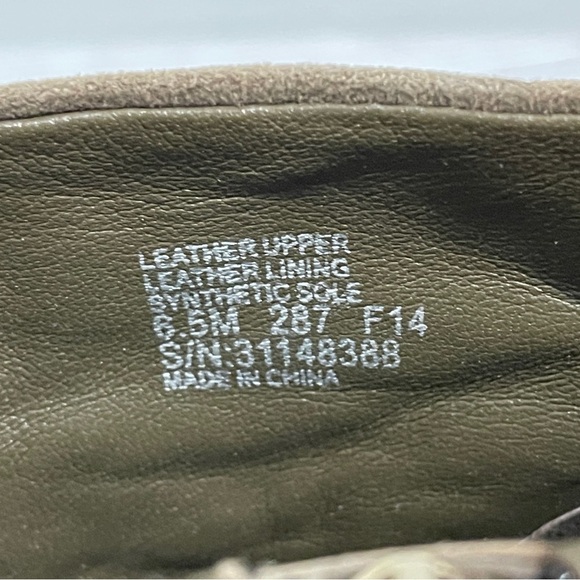 LEATHER UPPER
LEATHER LINING
SYNTHETIC SOLE
6.5M 287 F14
S/N:31148388
MADE IN CHINA